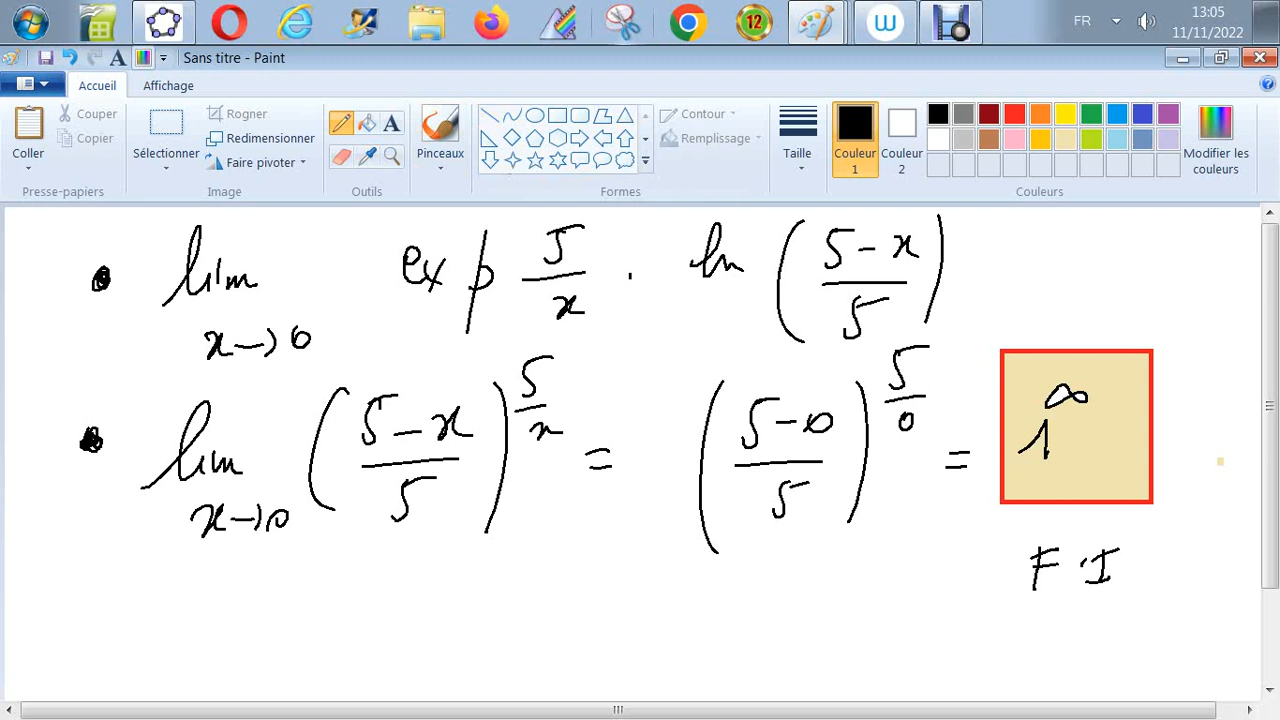 12
W
FR
13:05
11/11/2022
Sans titre - Paint
Accueil Affichage
Coller
Couper
Copier
Presse-papiers
Sélectionner
Rogner
Redimensionner
Faire pivoter
Image
A
Outils
Pinceaux
Contour
Remplissage
Formes
Taille
Couleur 1
Couleur 2
Modifier les couleurs
Couleurs
• lim x→0 exp 5/x . ln (5-x/5)
• lim x→0 (5-x/5)^5/x = (5-0/5)^5/0 = 1^∞
F.I